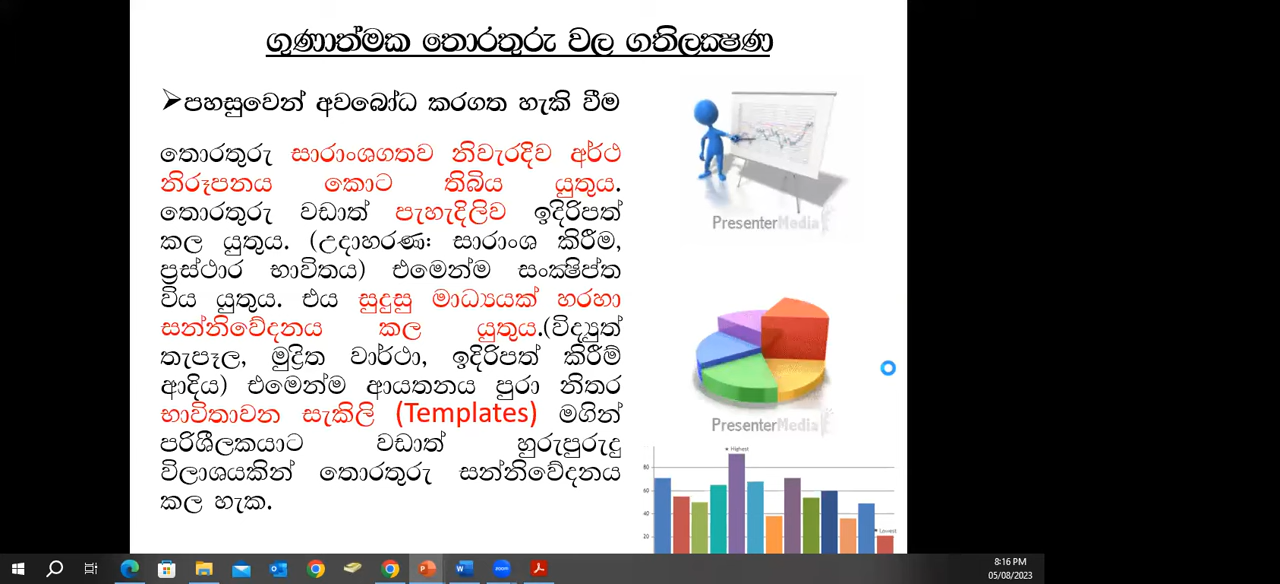 ගුණාත්මක තොරතුරු වල ගතිලක්ෂණ
➢පහසුවෙන් අවබෝධ කරගත හැකි වීම
තොරතුරු සාරාංශගතව නිවැරදිව අර්ථ
නිරූපනය කොට තිබිය යුතුය.
තොරතුරු වඩාත් පැහැදිලිව ඉදිරිපත්
කල යුතුය. (උදාහරණ: සාරාංශ කිරීම,
ප්‍රස්ථාර භාවිතය) එමෙන්ම සංක්ෂිප්ත
විය යුතුය. එය සුදුසු මාධ්‍යයක් හරහා
සන්නිවේදනය කල යුතුය.(විද්‍යුත්
තැපෑල, මුද්‍රිත වාර්ථා, ඉදිරිපත් කිරීම්
ආදිය) එමෙන්ම ආයතනය පුරා නිතර
භාවිතාවන සැකිලි (Templates) මගින්
පරිශීලකයාට වඩාත් හුරුපුරුදු
විලාශයකින් තොරතුරු සන්නිවේදනය
කල හැක.
PresenterMedia
PresenterMedia
Highest
80
60
40
20
Lowest
zoom
8:16 PM
05/08/2023